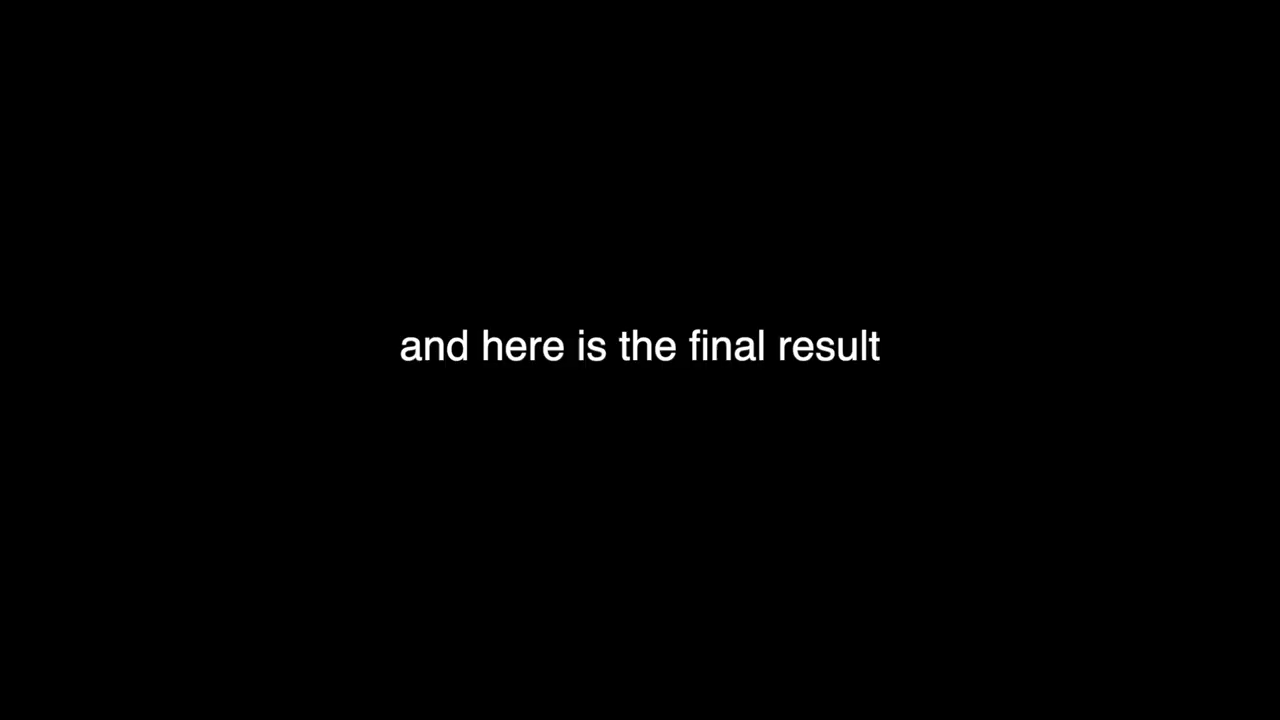 and here is the final result